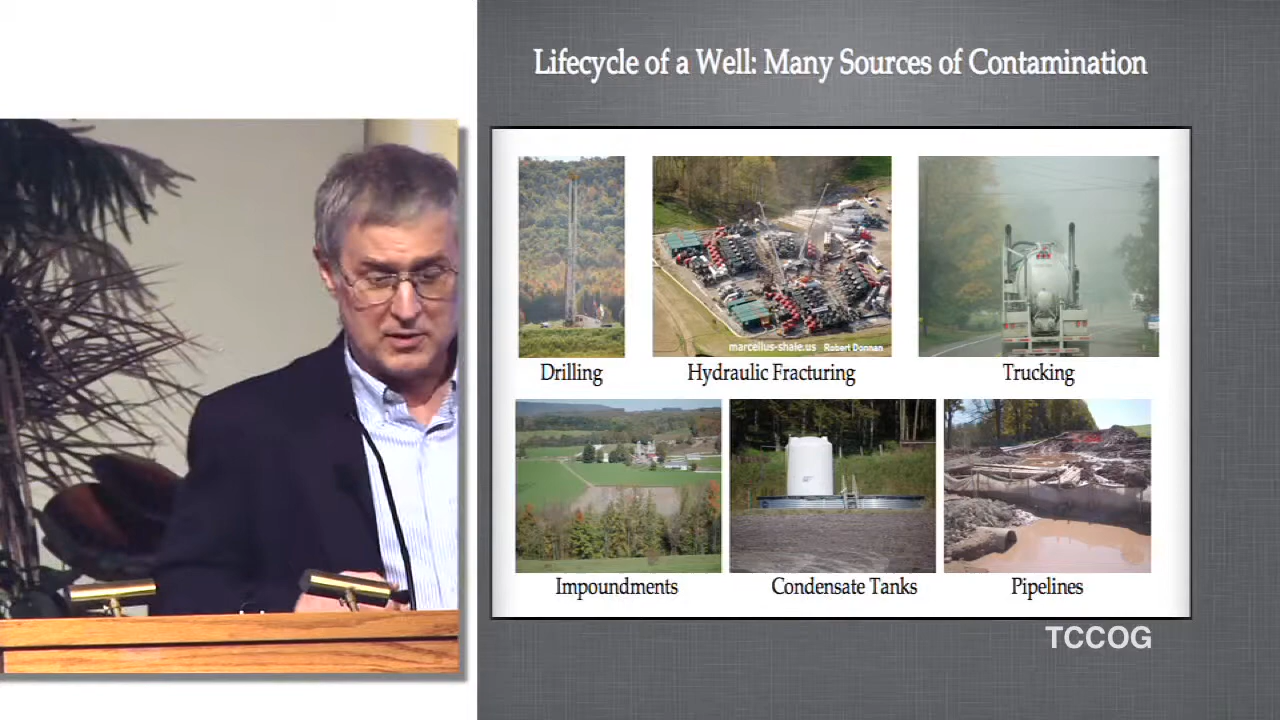 Lifecycle of a Well: Many Sources of Contamination
marcellus-shale.us Robert Donnan
Drilling
Hydraulic Fracturing
Trucking
Impoundments
Condensate Tanks
Pipelines
TCCOG